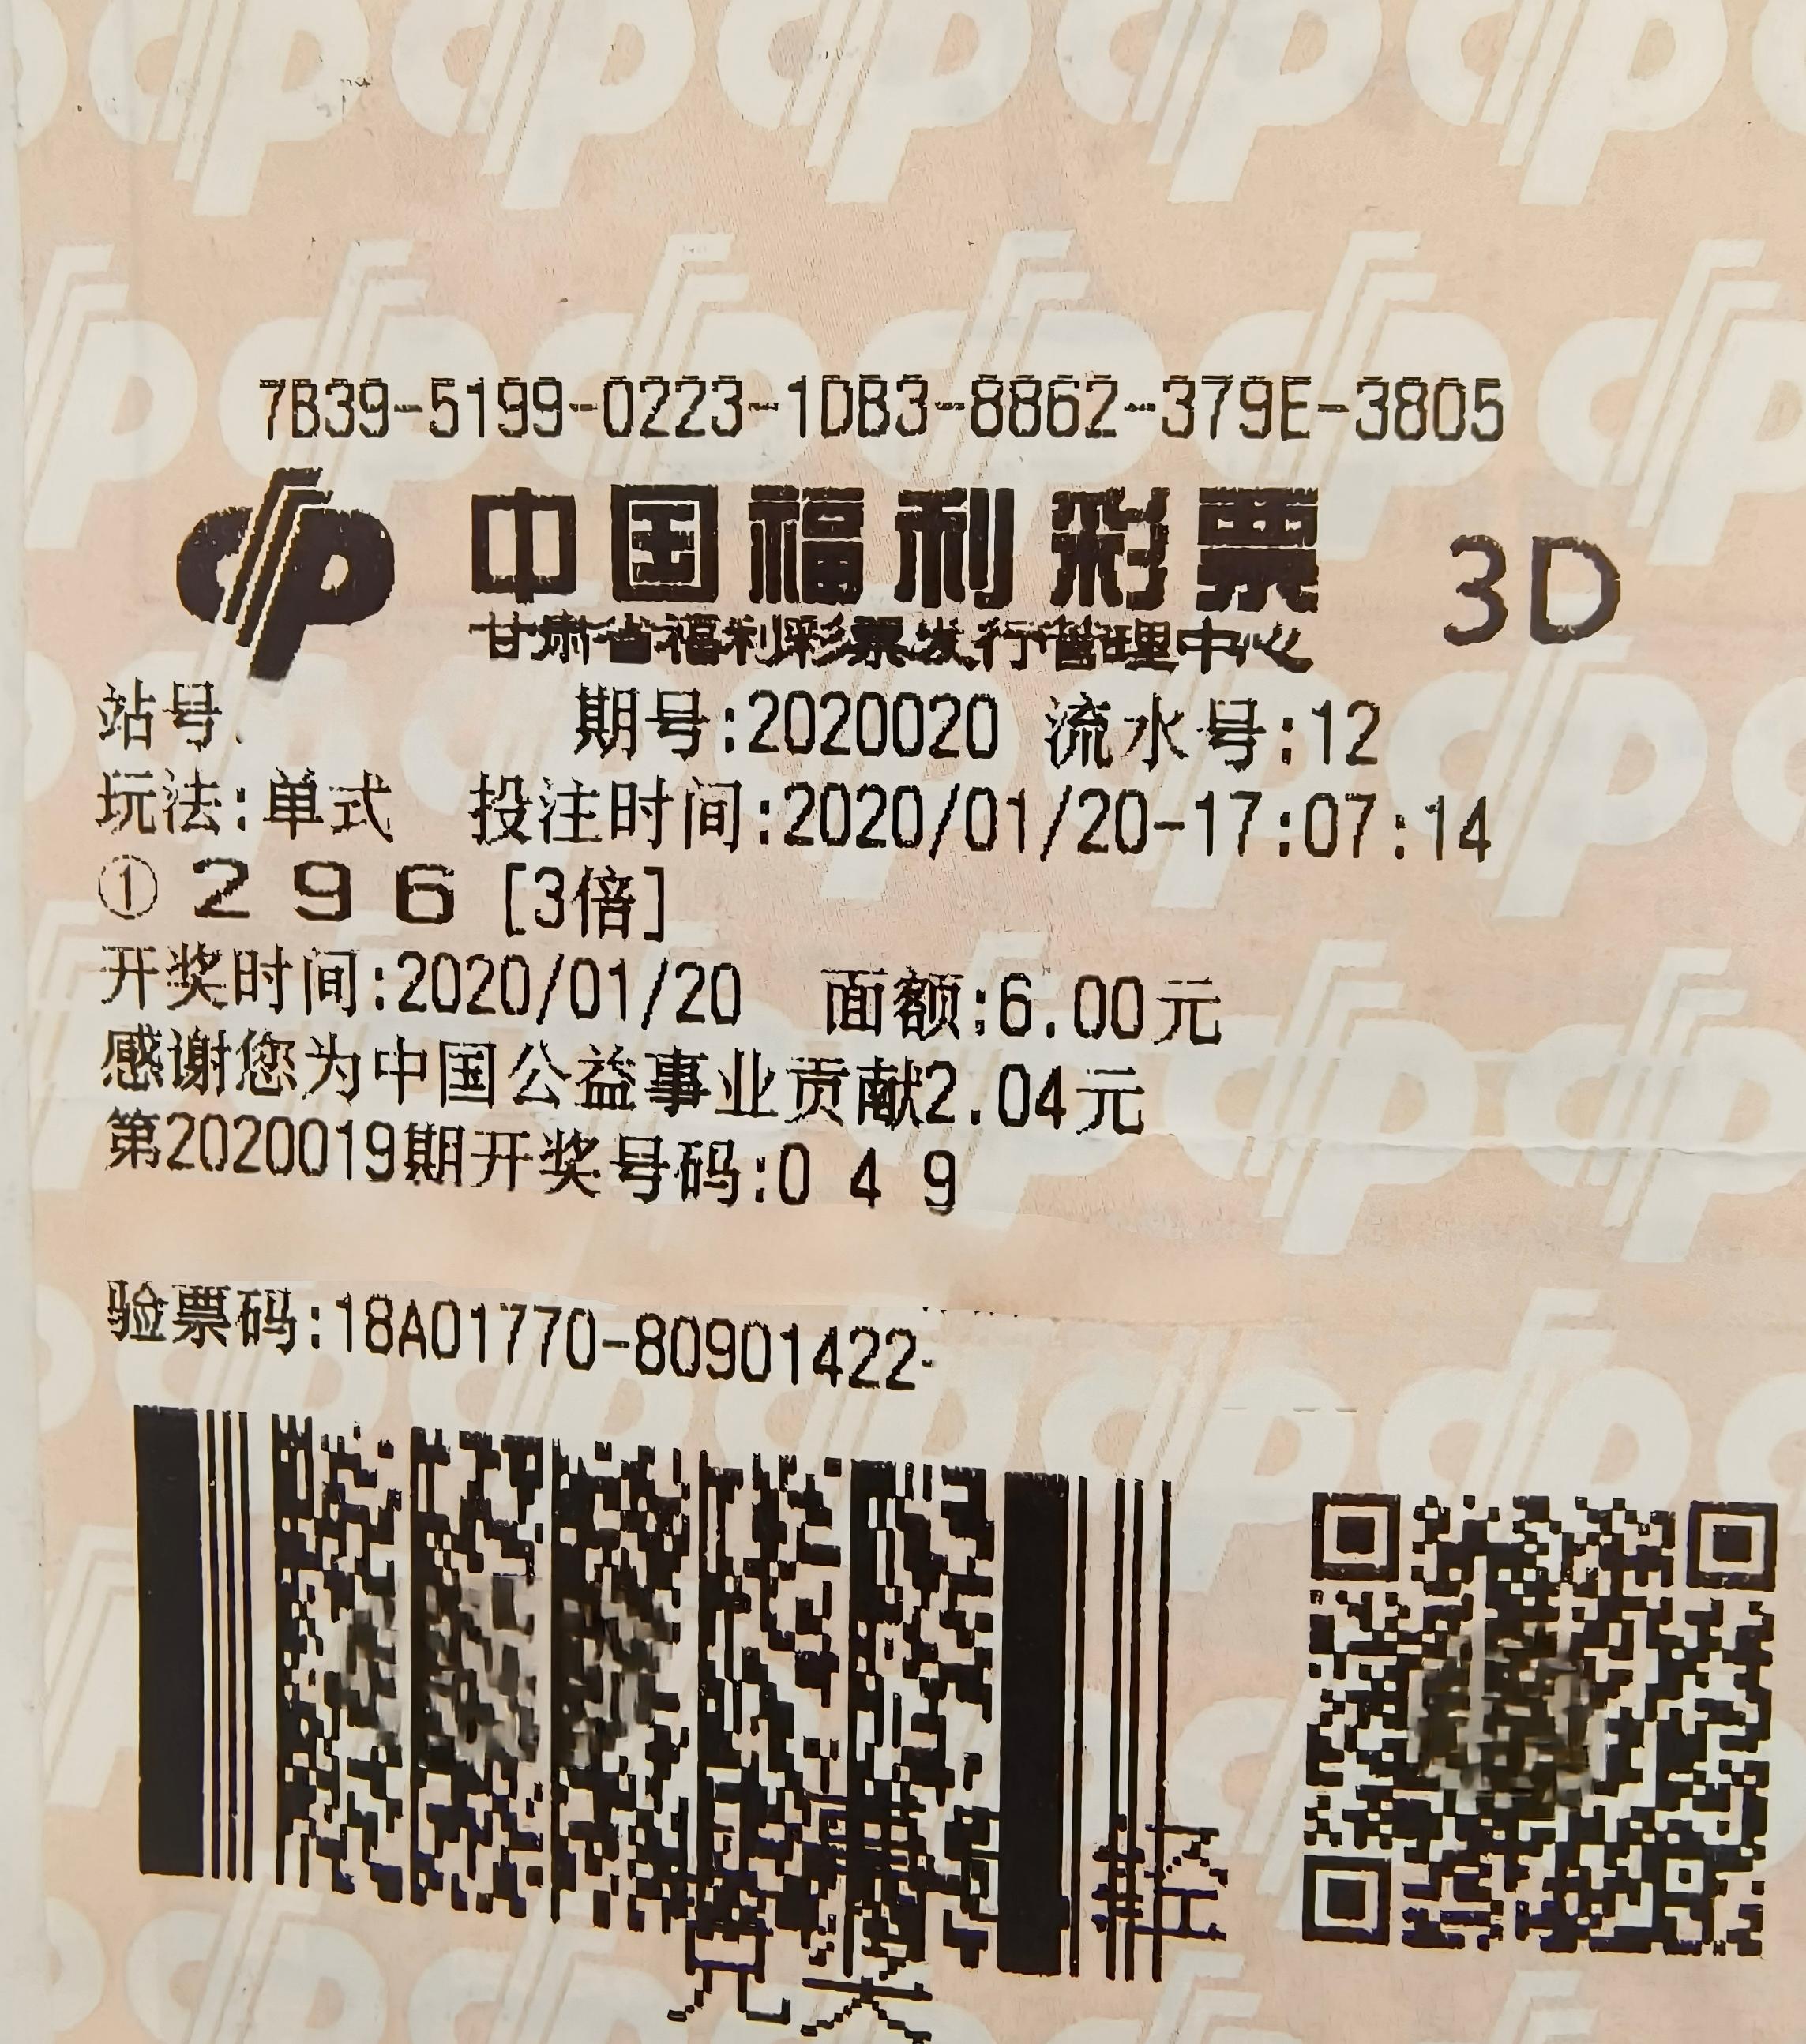 7B39-5199-0223-1DB3-8862-379E-3805
中国福利彩票 3D
甘肃省福利彩票发行管理中心
站号 期号:2020020 流水号:12
玩法:单式 投注时间:2020/01/20-17:07:14
① 2 9 6 [3倍]
开奖时间:2020/01/20 面额:6.00元
感谢您为中国公益事业贡献2.04元
第2020019期开奖号码:0 4 9
验票码:18A01770-80901422-